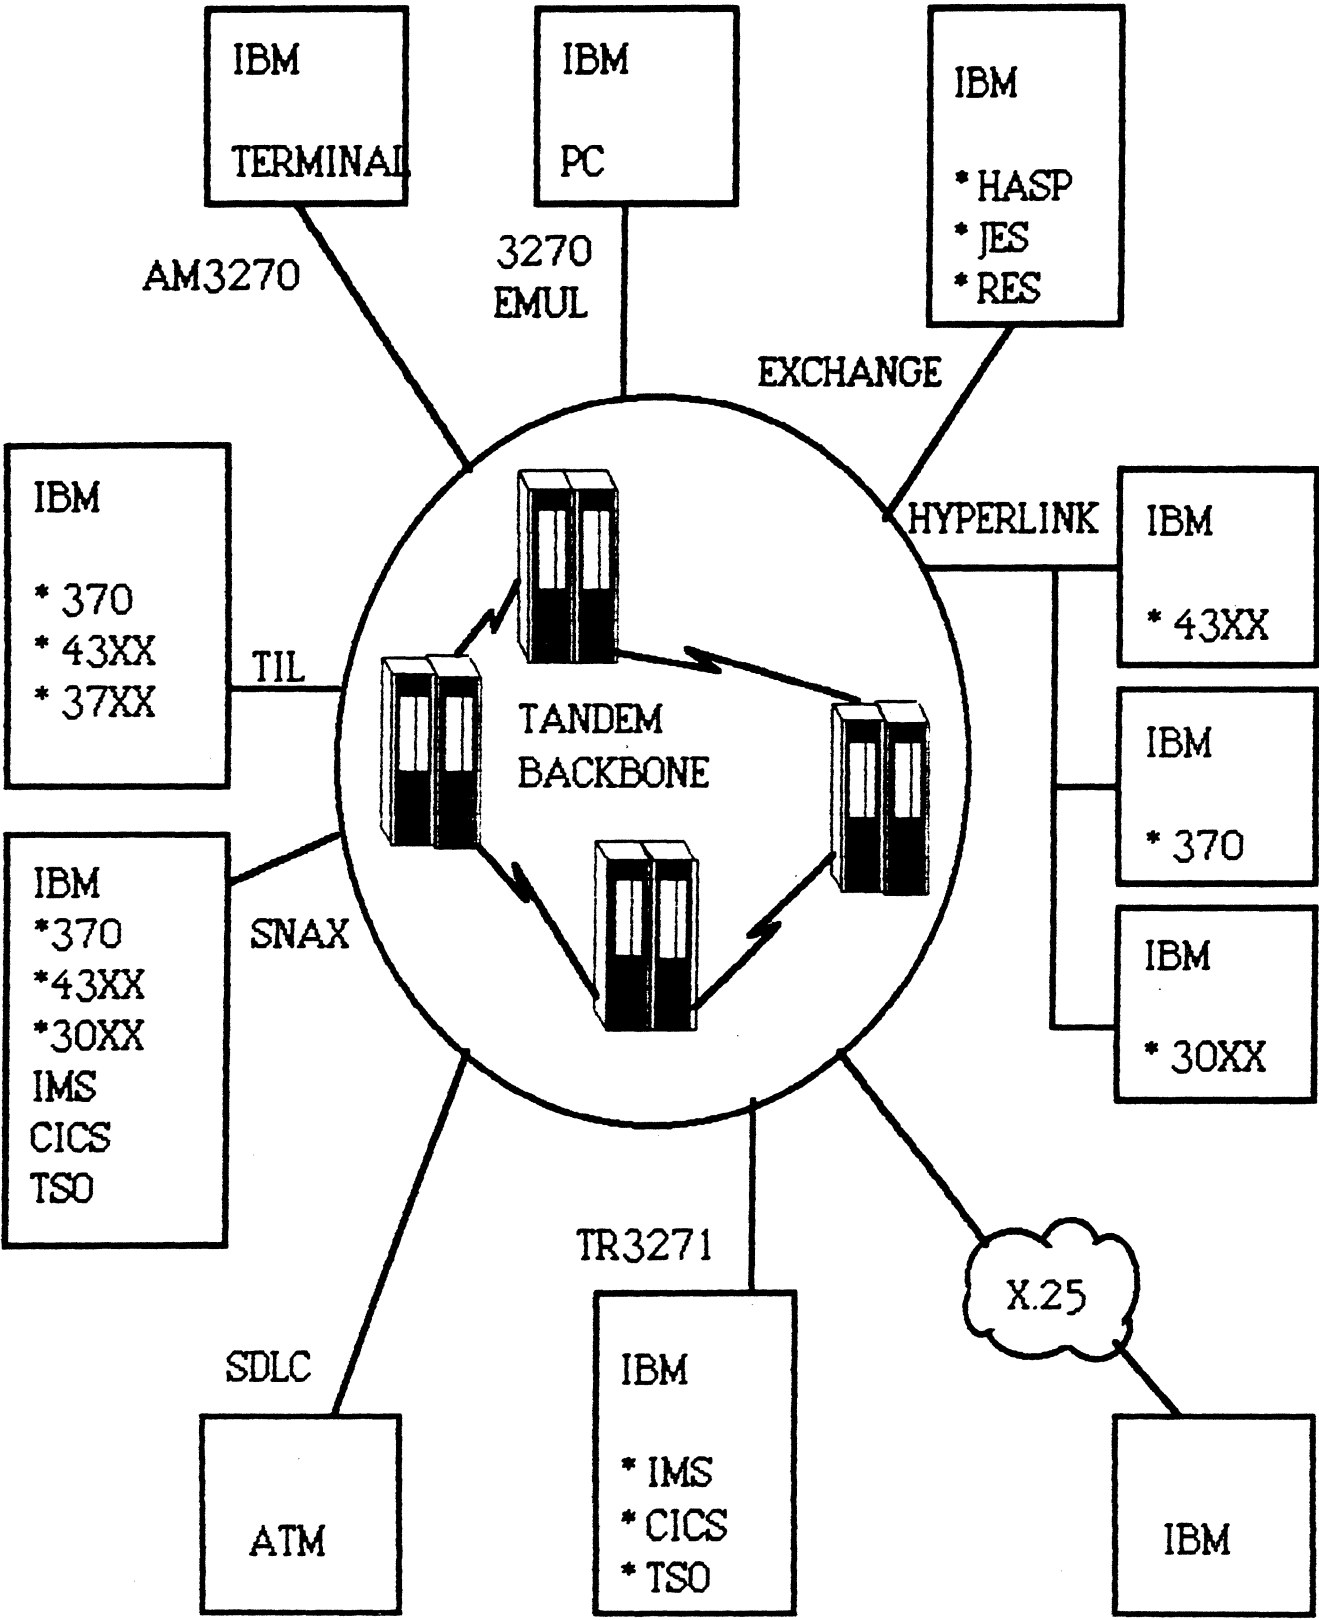 IBM
TERMINAL
IBM
PC
IBM
* HASP
* JES
* RES
AM3270
3270
EMUL
EXCHANGE
IBM
* 370
* 43XX
* 37XX
TIL
HYPERLINK
IBM
* 43XX
TANDEM
BACKBONE
IBM
* 370
IBM
*370
*43XX
*30XX
IMS
CICS
TSO
SNAX
IBM
* 30XX
TR3271
X.25
SDLC
ATM
IBM
* IMS
* CICS
* TSO
IBM